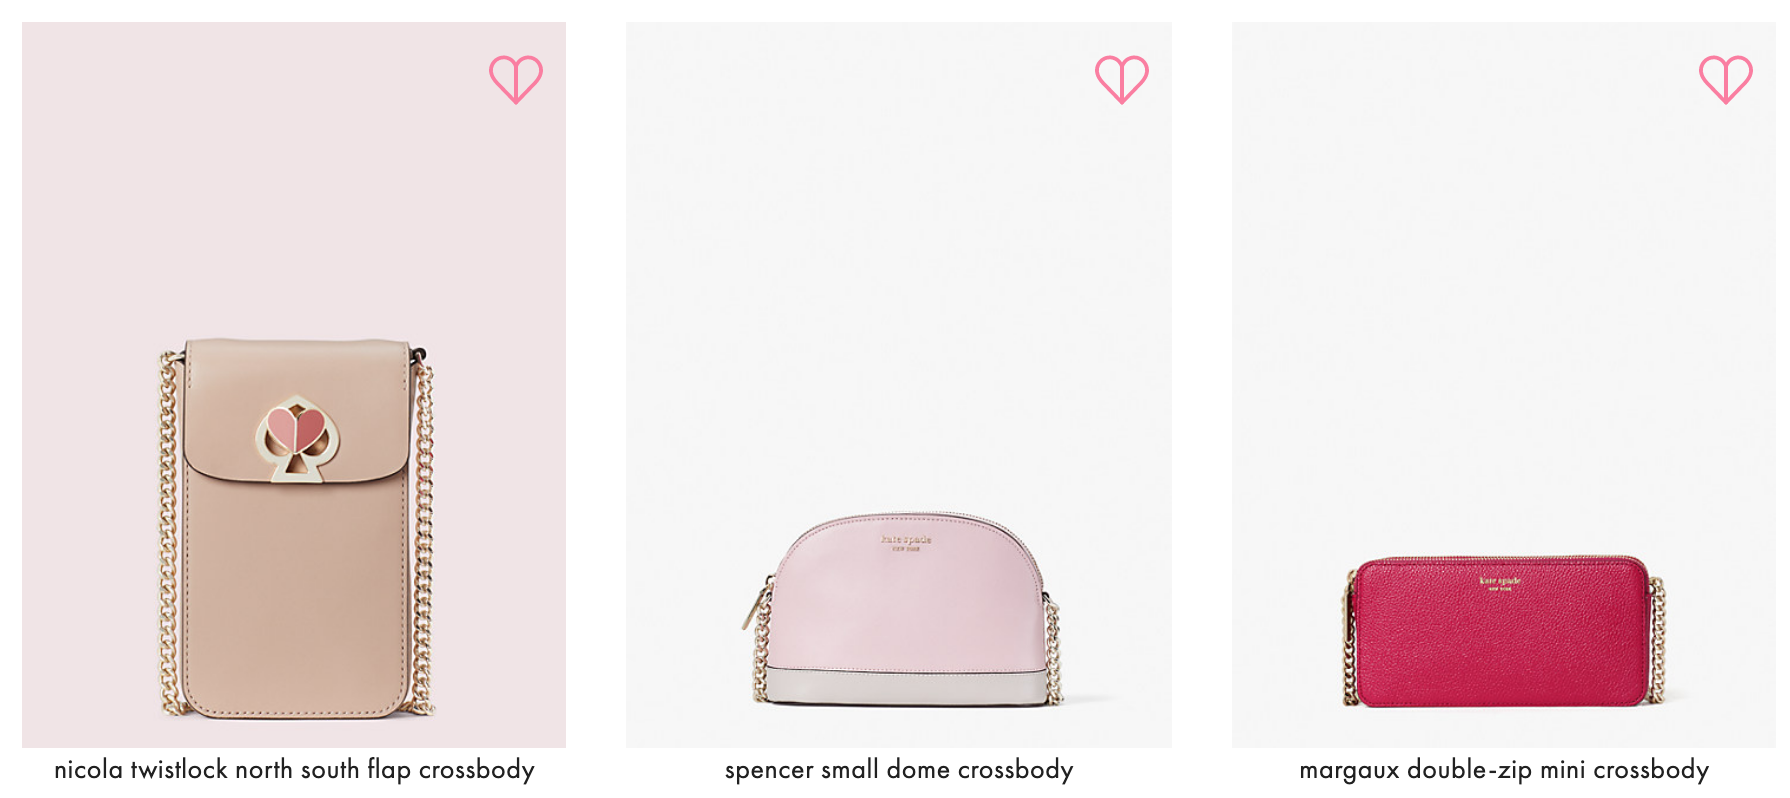 kate spade
NEW YORK
kate spade
NEW YORK
nicola twistlock north south flap crossbody
spencer small dome crossbody
margaux double-zip mini crossbody